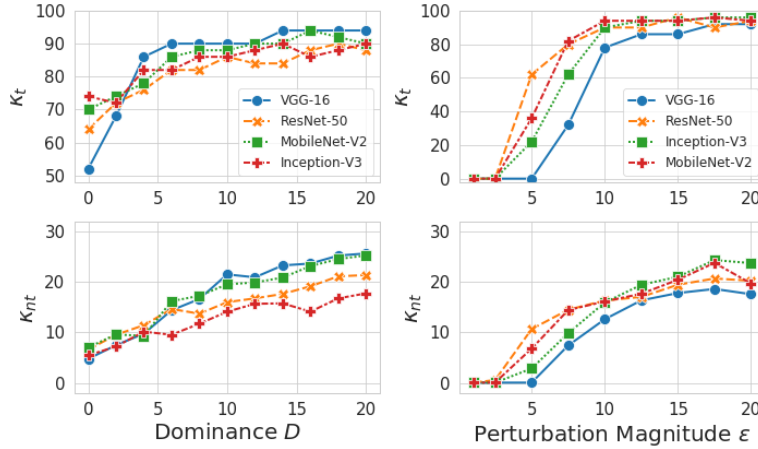 100
90
80
70
60
50
κt
0 5 10 15 20
VGG-16
ResNet-50
MobileNet-V2
Inception-V3
100
80
60
40
20
0
κt
5 10 15 20
VGG-16
ResNet-50
Inception-V3
MobileNet-V2
30
20
10
0
κnt
0 5 10 15 20
Dominance D
30
20
10
0
κnt
5 10 15 20
Perturbation Magnitude ε